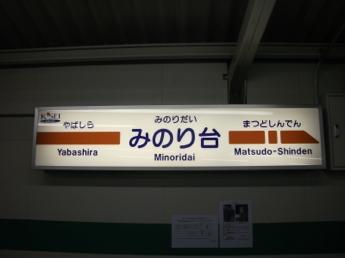 KEISEI
やばしら
Yabashira
みのりだい
みのり台
Minoridai
まつどしんでん
Matsudo-Shinden